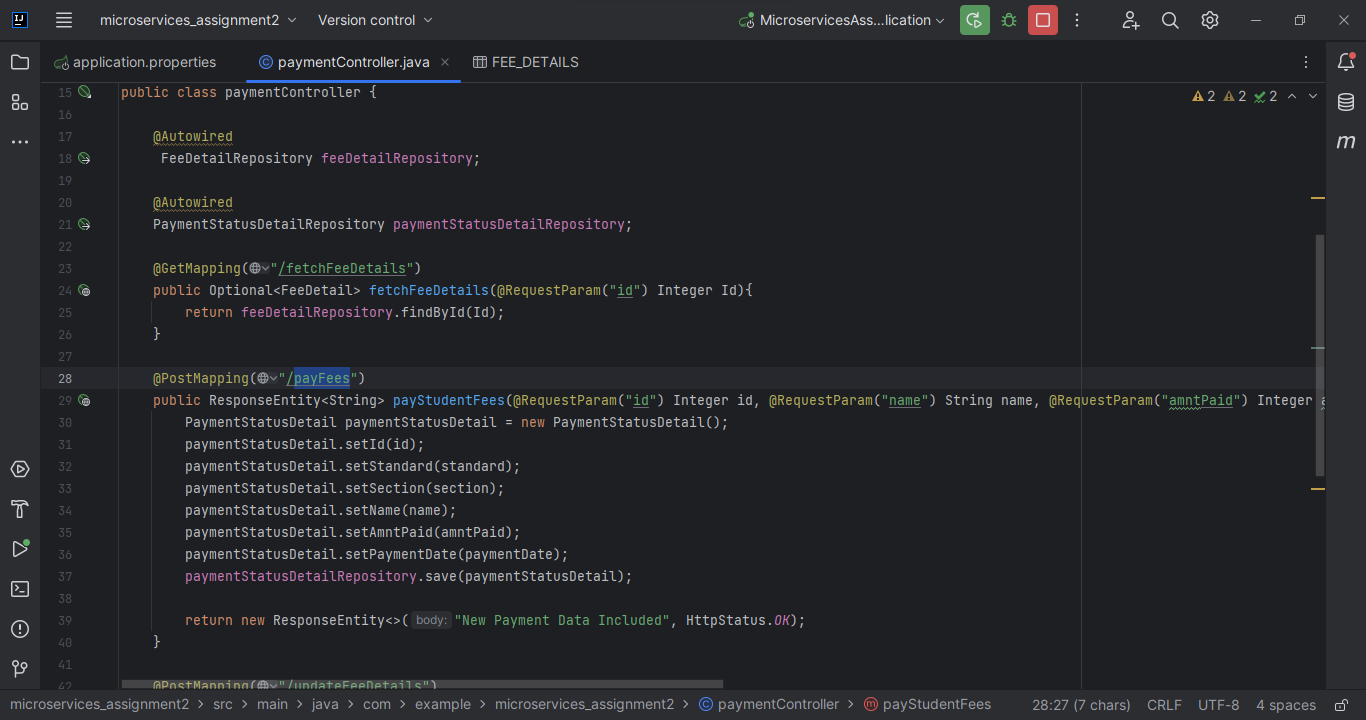 microservices_assignment2 Version control MicroservicesAss...lication
application.properties paymentController.java FEE_DETAILS
15 public class paymentController { 2 2 2
16
17 @Autowired
18 FeeDetailRepository feeDetailRepository;
19
20 @Autowired
21 PaymentStatusDetailRepository paymentStatusDetailRepository;
22
23 @GetMapping("/fetchFeeDetails")
24 public Optional<FeeDetail> fetchFeeDetails(@RequestParam("id") Integer Id){
25 return feeDetailRepository.findById(Id);
26 }
27
28 @PostMapping("/payFees")
29 public ResponseEntity<String> payStudentFees(@RequestParam("id") Integer id, @RequestParam("name") String name, @RequestParam("amntPaid") Integer a
30 PaymentStatusDetail paymentStatusDetail = new PaymentStatusDetail();
31 paymentStatusDetail.setId(id);
32 paymentStatusDetail.setStandard(standard);
33 paymentStatusDetail.setSection(section);
34 paymentStatusDetail.setName(name);
35 paymentStatusDetail.setAmntPaid(amntPaid);
36 paymentStatusDetail.setPaymentDate(paymentDate);
37 paymentStatusDetailRepository.save(paymentStatusDetail);
38
39 return new ResponseEntity<>( body: "New Payment Data Included", HttpStatus.OK);
40 }
41
42 @PostMapping("/updateFeeDetails")
microservices_assignment2 > src > main > java > com > example > microservices_assignment2 > paymentController > payStudentFees 28:27 (7 chars) CRLF UTF-8 4 spaces